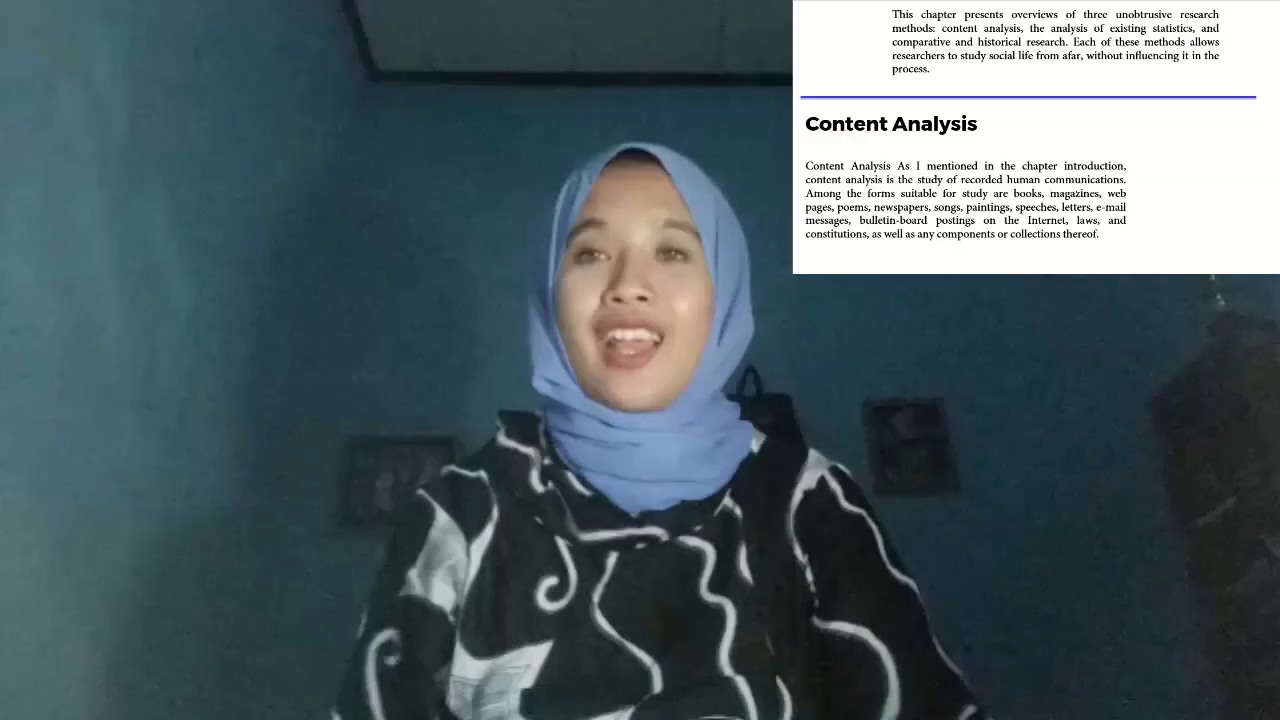 This chapter presents overviews of three unobtrusive research
methods: content analysis, the analysis of existing statistics, and
comparative and historical research. Each of these methods allows
researchers to study social life from afar, without influencing it in the
process.
Content Analysis
Content Analysis As I mentioned in the chapter introduction,
content analysis is the study of recorded human communications.
Among the forms suitable for study are books, magazines, web
pages, poems, newspapers, songs, paintings, speeches, letters, e-mail
messages, bulletin-board postings on the Internet, laws, and
constitutions, as well as any components or collections thereof.